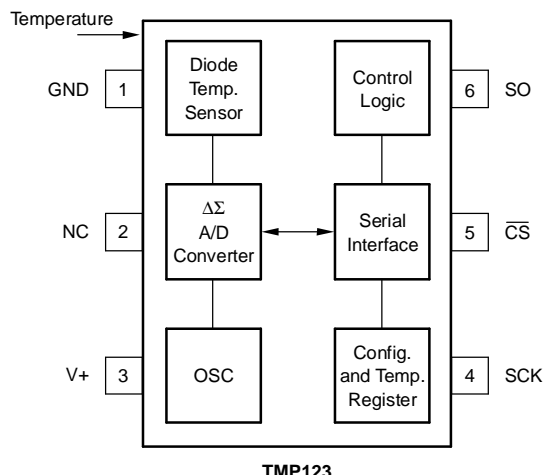 Temperature
GND
1
Diode
Temp.
Sensor
Control
Logic
6
SO
NC
2
ΔΣ
A/D
Converter
Serial
Interface
5
C̅S̅
V+
3
OSC
Config.
and Temp.
Register
4
SCK
TMP123